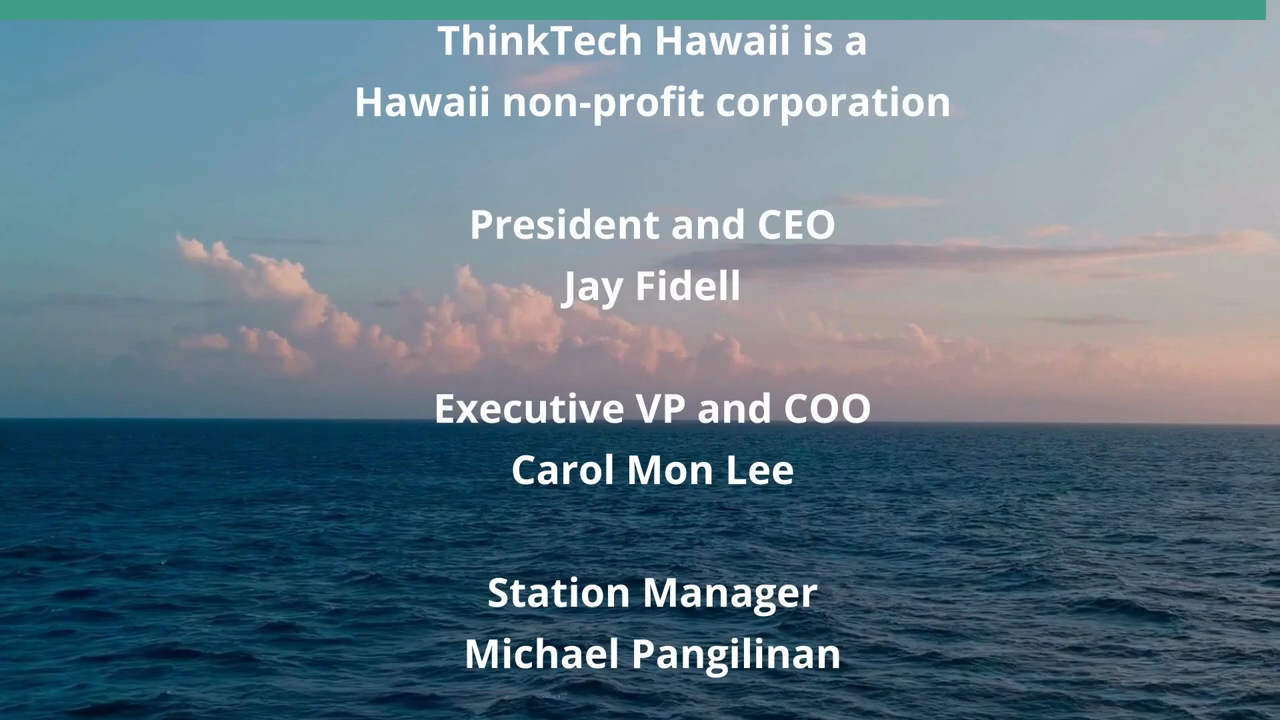 ThinkTech Hawaii is a
Hawaii non-profit corporation
President and CEO
Jay Fidell
Executive VP and COO
Carol Mon Lee
Station Manager
Michael Pangilinan